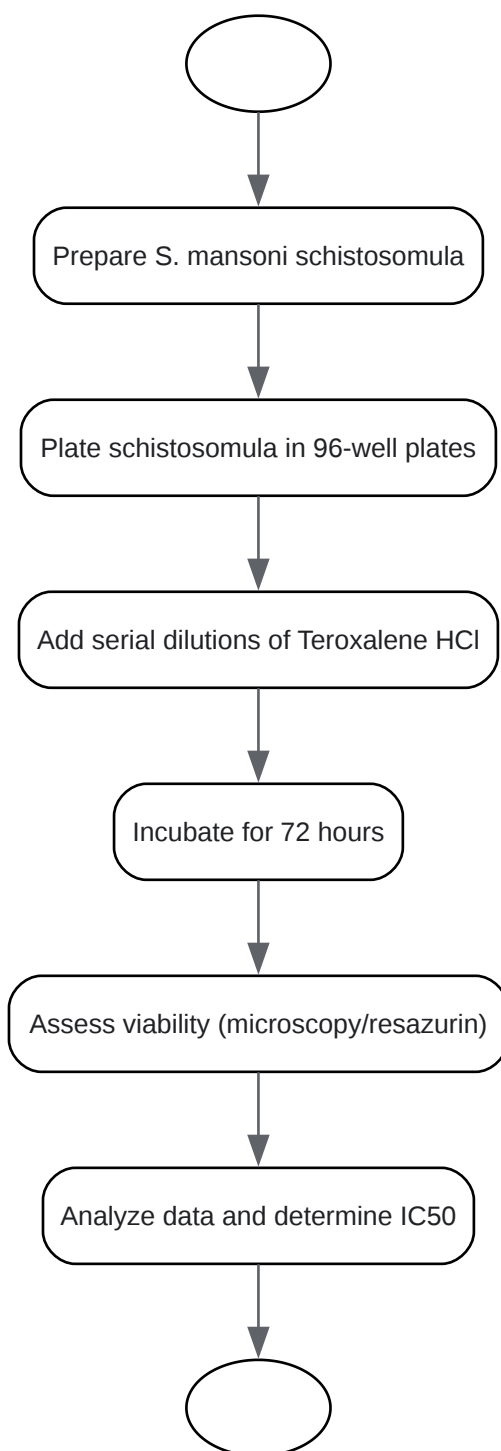 Prepare S. mansoni schistosomula
Plate schistosomula in 96-well plates
Add serial dilutions of Teroxalene HCl
Incubate for 72 hours
Assess viability (microscopy/resazurin)
Analyze data and determine IC50